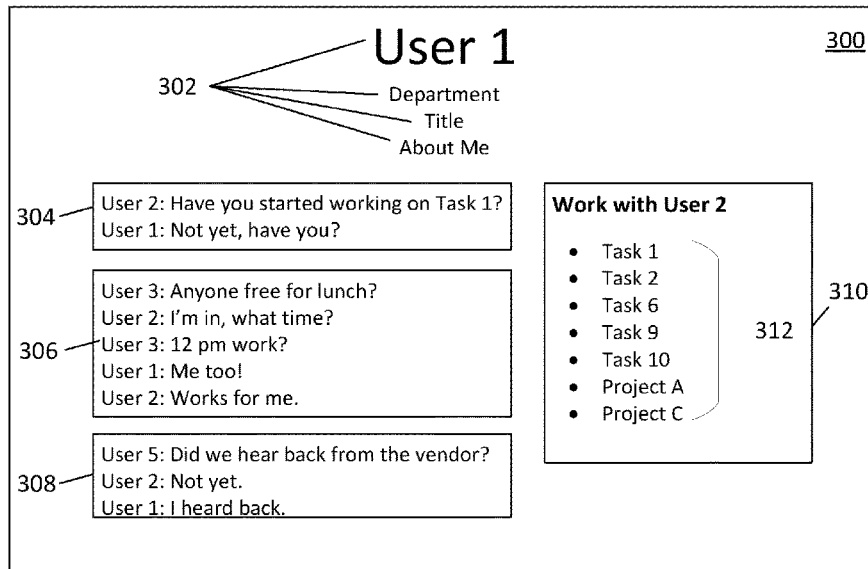 User 1
300
302
Department
Title
About Me
304
User 2: Have you started working on Task 1?
User 1: Not yet, have you?
306
User 3: Anyone free for lunch?
User 2: I'm in, what time?
User 3: 12 pm work?
User 1: Me too!
User 2: Works for me.
308
User 5: Did we hear back from the vendor?
User 2: Not yet.
User 1: I heard back.
Work with User 2
• Task 1
• Task 2
• Task 6
• Task 9
• Task 10
• Project A
• Project C
312
310